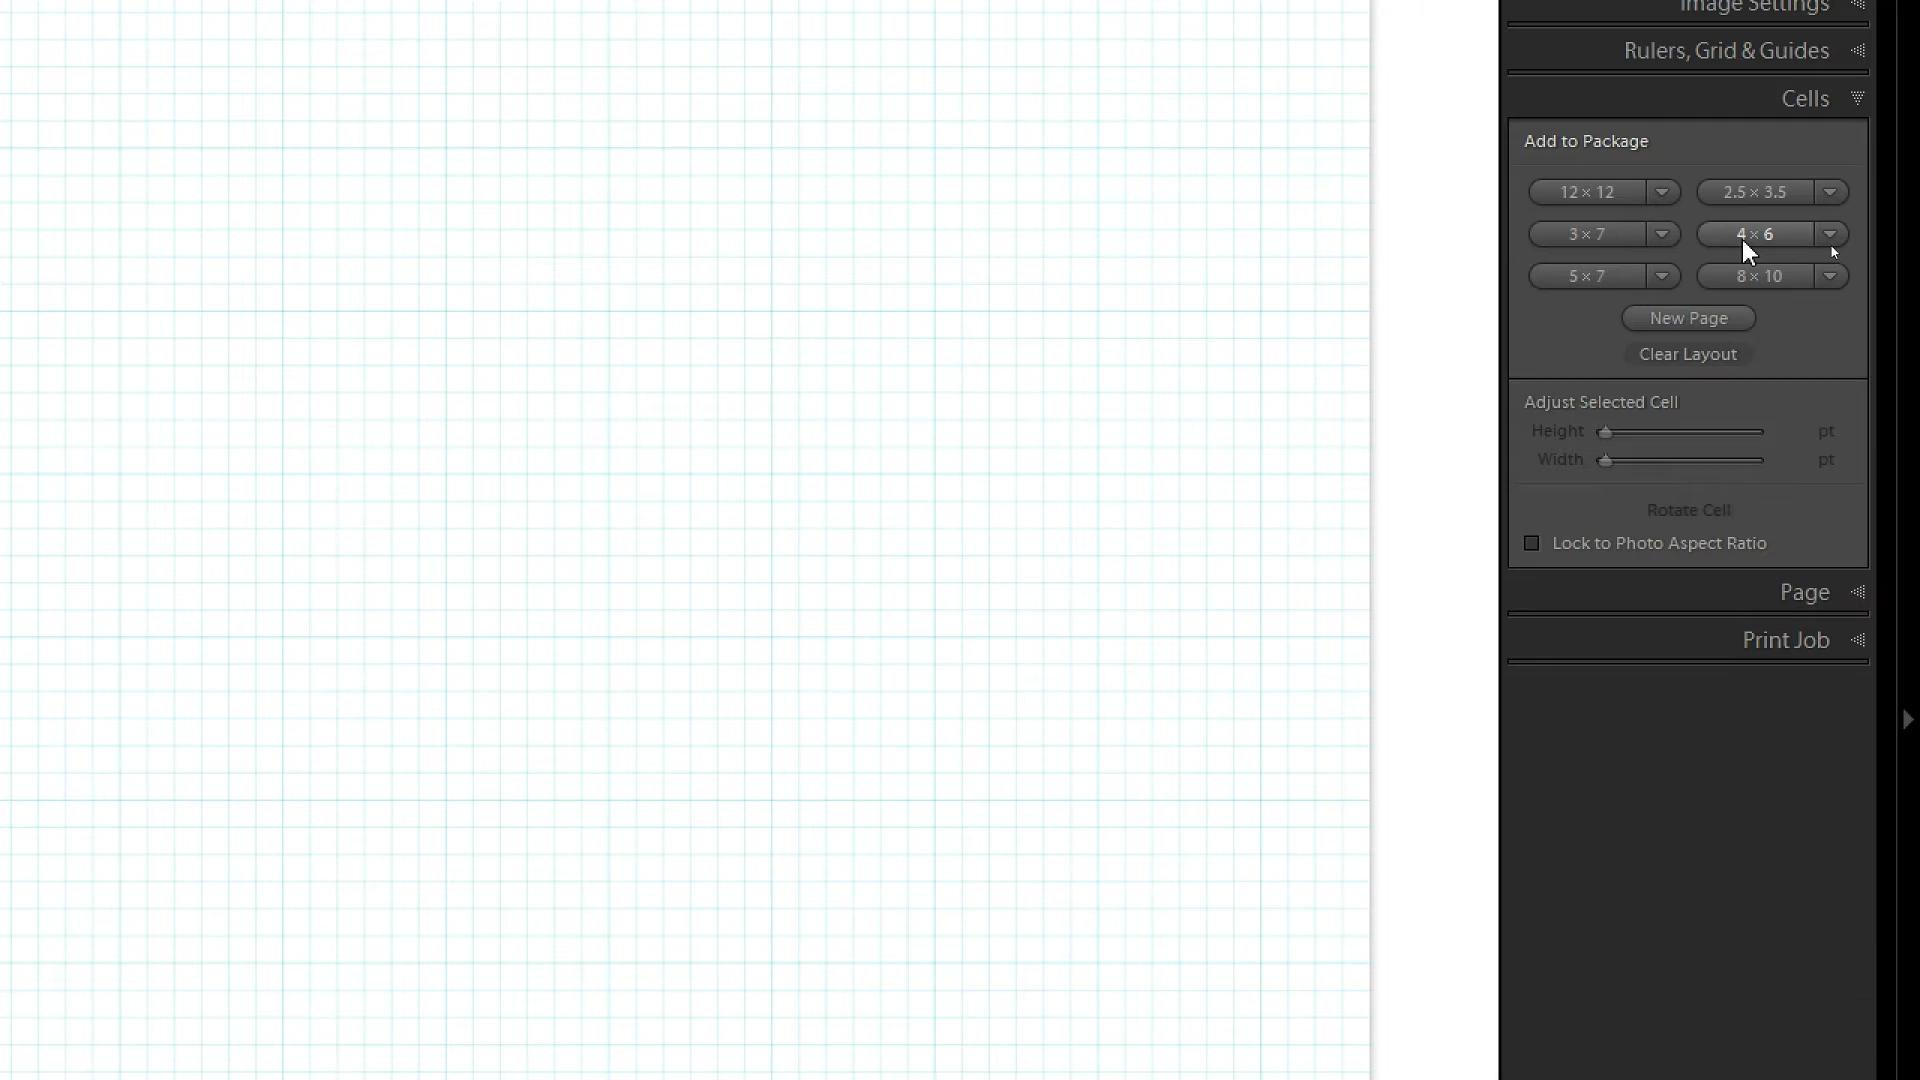 Image Settings
Rulers, Grid & Guides
Cells
Add to Package
12 × 12
2.5 × 3.5
3 × 7
4 × 6
5 × 7
8 × 10
New Page
Clear Layout
Adjust Selected Cell
Height pt
Width pt
Rotate Cell
Lock to Photo Aspect Ratio
Page
Print Job